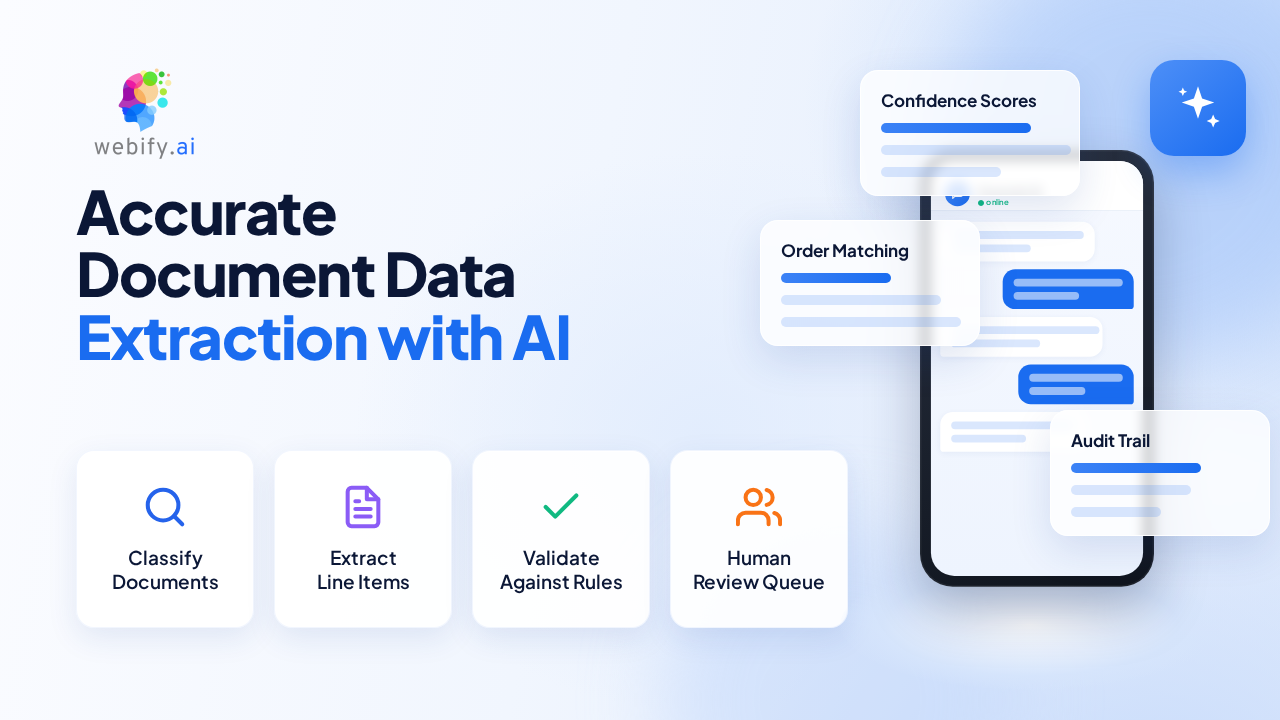 webify.ai
Accurate
Document Data
Extraction with AI
Classify
Documents
Extract
Line Items
Validate
Against Rules
Human
Review Queue
Confidence Scores
online
Order Matching
Audit Trail